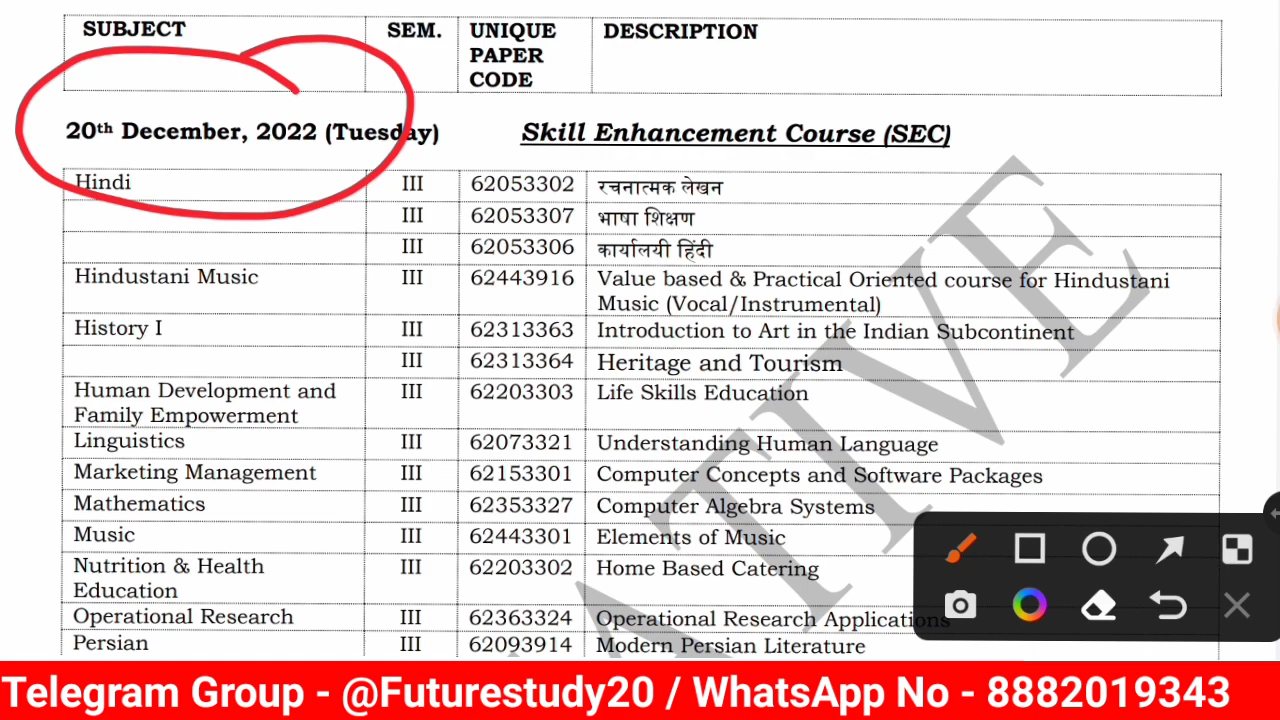 SUBJECT SEM. UNIQUE PAPER CODE DESCRIPTION
20th December, 2022 (Tuesday) Skill Enhancement Course (SEC)
Hindi III 62053302 रचनात्मक लेखन
III 62053307 भाषा शिक्षण
III 62053306 कार्यालयी हिंदी
Hindustani Music III 62443916 Value based & Practical Oriented course for Hindustani
Music (Vocal/Instrumental)
History I III 62313363 Introduction to Art in the Indian Subcontinent
III 62313364 Heritage and Tourism
Human Development and III 62203303 Life Skills Education
Family Empowerment
Linguistics III 62073321 Understanding Human Language
Marketing Management III 62153301 Computer Concepts and Software Packages
Mathematics III 62353327 Computer Algebra Systems
Music III 62443301 Elements of Music
Nutrition & Health III 62203302 Home Based Catering
Education
Operational Research III 62363324 Operational Research Applications
Persian III 62093914 Modern Persian Literature
ATIVE
Telegram Group - @Futurestudy20 / WhatsApp No - 8882019343